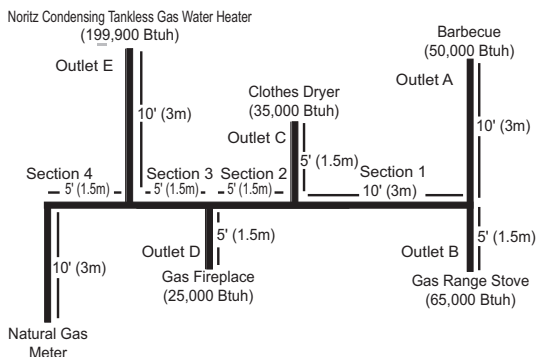 Noritz Condensing Tankless Gas Water Heater
(199,900 Btuh)
Outlet E
10' (3m)
Barbecue
(50,000 Btuh)
Outlet A
10' (3m)
Clothes Dryer
(35,000 Btuh)
Outlet C
5' (1.5m)
Section 4
5' (1.5m)
Section 3
5' (1.5m)
Section 2
5' (1.5m)
Section 1
10' (3m)
10' (3m)
Natural Gas
Meter
Outlet D
5' (1.5m)
Gas Fireplace
(25,000 Btuh)
Outlet B
5' (1.5m)
Gas Range Stove
(65,000 Btuh)